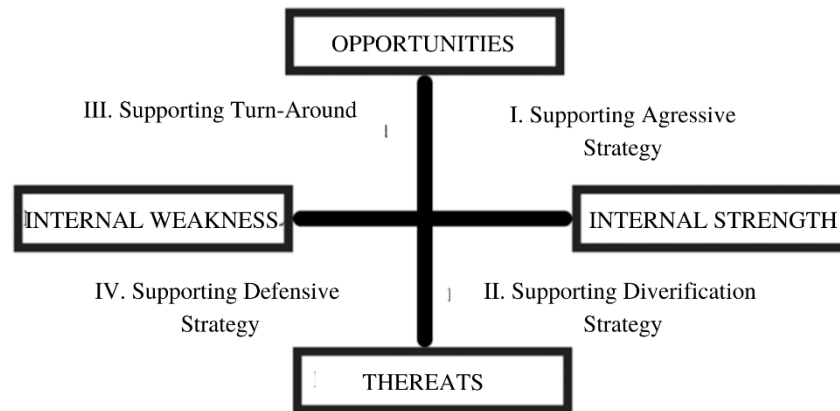 OPPORTUNITIES
III. Supporting Turn-Around
I. Supporting Agressive
Strategy
INTERNAL WEAKNESS
INTERNAL STRENGTH
IV. Supporting Defensive
Strategy
II. Supporting Diverification
Strategy
THEREATS